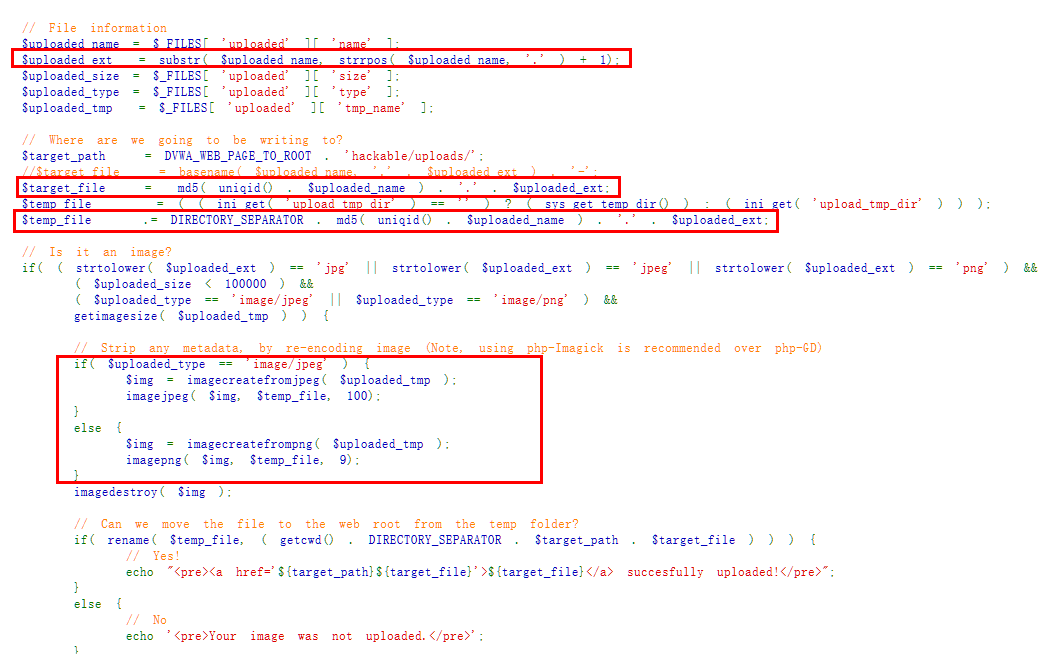 // File information
$uploaded_name = $_FILES[ 'uploaded' ][ 'name' ];
$uploaded_ext = substr( $uploaded_name, strrpos( $uploaded_name, '.' ) + 1);
$uploaded_size = $_FILES[ 'uploaded' ][ 'size' ];
$uploaded_type = $_FILES[ 'uploaded' ][ 'type' ];
$uploaded_tmp = $_FILES[ 'uploaded' ][ 'tmp_name' ];
// Where are we going to be writing to?
$target_path = DVWA_WEB_PAGE_TO_ROOT . 'hackable/uploads/';
//$target_file = basename( $uploaded_name, '.' . $uploaded_ext ) . '-';
$target_file = md5( uniqid() . $uploaded_name ) . '.' . $uploaded_ext;
$temp_file = ( ( ini_get( 'upload_tmp_dir' ) == '' ) ? ( sys_get_temp_dir() ) : ( ini_get( 'upload_tmp_dir' ) ) );
$temp_file .= DIRECTORY_SEPARATOR . md5( uniqid() . $uploaded_name ) . '.' . $uploaded_ext;
// Is it an image?
if( ( strtolower( $uploaded_ext ) == 'jpg' || strtolower( $uploaded_ext ) == 'jpeg' || strtolower( $uploaded_ext ) == 'png' ) &&
( $uploaded_size < 100000 ) &&
( $uploaded_type == 'image/jpeg' || $uploaded_type == 'image/png' ) &&
getimagesize( $uploaded_tmp ) ) {
// Strip any metadata, by re-encoding image (Note, using php-Imagick is recommended over php-GD)
if( $uploaded_type == 'image/jpeg' ) {
$img = imagecreatefromjpeg( $uploaded_tmp );
imagejpeg( $img, $temp_file, 100);
}
else {
$img = imagecreatefrompng( $uploaded_tmp );
imagepng( $img, $temp_file, 9);
}
imagedestroy( $img );
// Can we move the file to the web root from the temp folder?
if( rename( $temp_file, ( getcwd() . DIRECTORY_SEPARATOR . $target_path . $target_file ) ) ) {
// Yes!
echo "<pre><a href='${target_path}${target_file}'>${target_file}</a> succesfully uploaded!</pre>";
}
else {
// No
echo '<pre>Your image was not uploaded.</pre>';
}